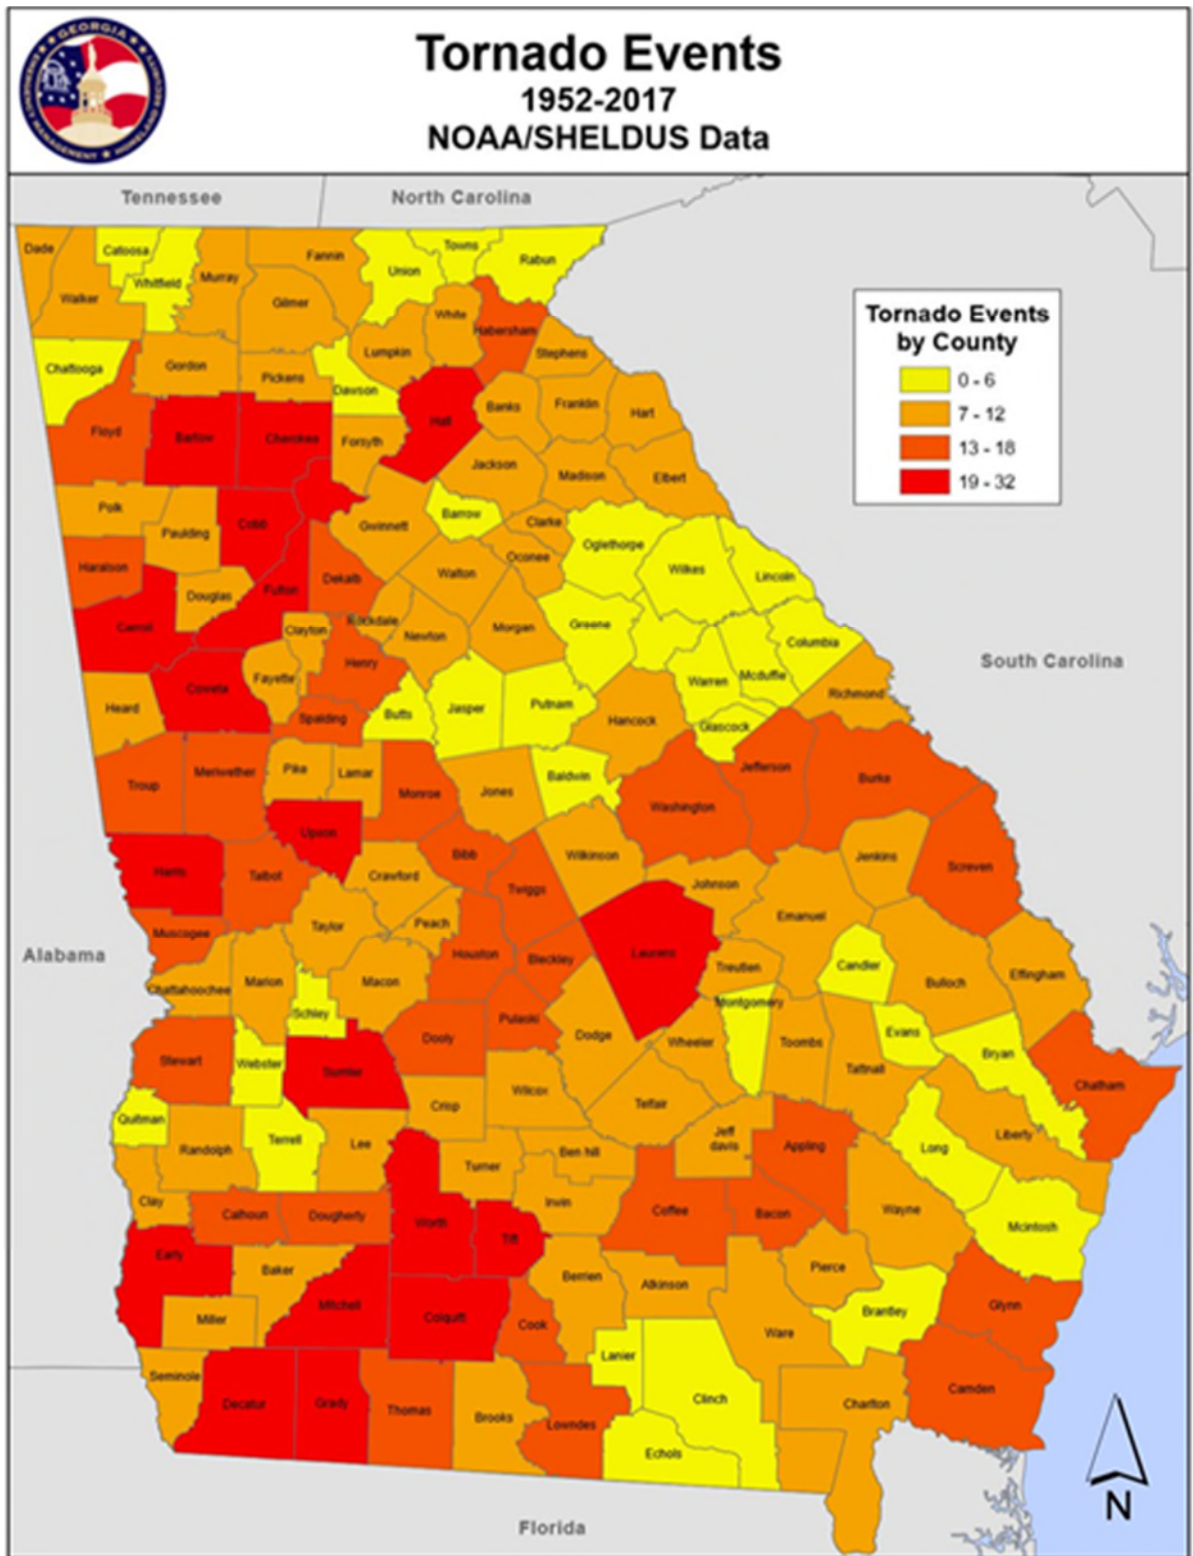 GEORGIA
Tornado Events
1952-2017
NOAA/SHELDUS Data
Tennessee
North Carolina
Dade
Catoosa
Whitfield
Murray
Fannin
Union
Towns
Rabun
Walker
Gilmer
White
Habersham
Chattooga
Gordon
Pickens
Lumpkin
Stephens
Dawson
Tornado Events
by County
0 - 6
7 - 12
13 - 18
19 - 32
Floyd
Bartow
Cherokee
Forsyth
Hall
Banks
Franklin
Hart
Jackson
Madison
Elbert
Polk
Paulding
Cobb
Gwinnett
Barrow
Clarke
Oconee
Oglethorpe
Wilkes
Lincoln
Haralson
Douglas
Fulton
Dekalb
Walton
Carroll
Clayton
Rockdale
Newton
Morgan
Greene
Columbia
Coweta
Fayette
Henry
Warren
Mcduffie
South Carolina
Heard
Spalding
Butts
Jasper
Putnam
Hancock
Glascock
Richmond
Troup
Meriwether
Pike
Lamar
Monroe
Jones
Baldwin
Washington
Jefferson
Burke
Upson
Harris
Talbot
Crawford
Bibb
Twiggs
Wilkinson
Johnson
Jenkins
Screven
Muscogee
Taylor
Peach
Houston
Bleckley
Laurens
Emanuel
Alabama
Chattahoochee
Marion
Macon
Treutlen
Candler
Bulloch
Effingham
Schley
Montgomery
Stewart
Webster
Sumter
Dooly
Pulaski
Dodge
Wheeler
Toombs
Evans
Bryan
Tattnall
Chatham
Quitman
Randolph
Terrell
Lee
Crisp
Wilcox
Telfair
Jeff
davis
Appling
Long
Liberty
Turner
Ben hill
Clay
Calhoun
Dougherty
Worth
Tift
Irwin
Coffee
Bacon
Wayne
Mcintosh
Early
Baker
Mitchell
Colquitt
Berrien
Atkinson
Pierce
Miller
Cook
Ware
Brantley
Glynn
Seminole
Decatur
Grady
Thomas
Brooks
Lowndes
Lanier
Clinch
Echols
Charlton
Camden
Florida
N